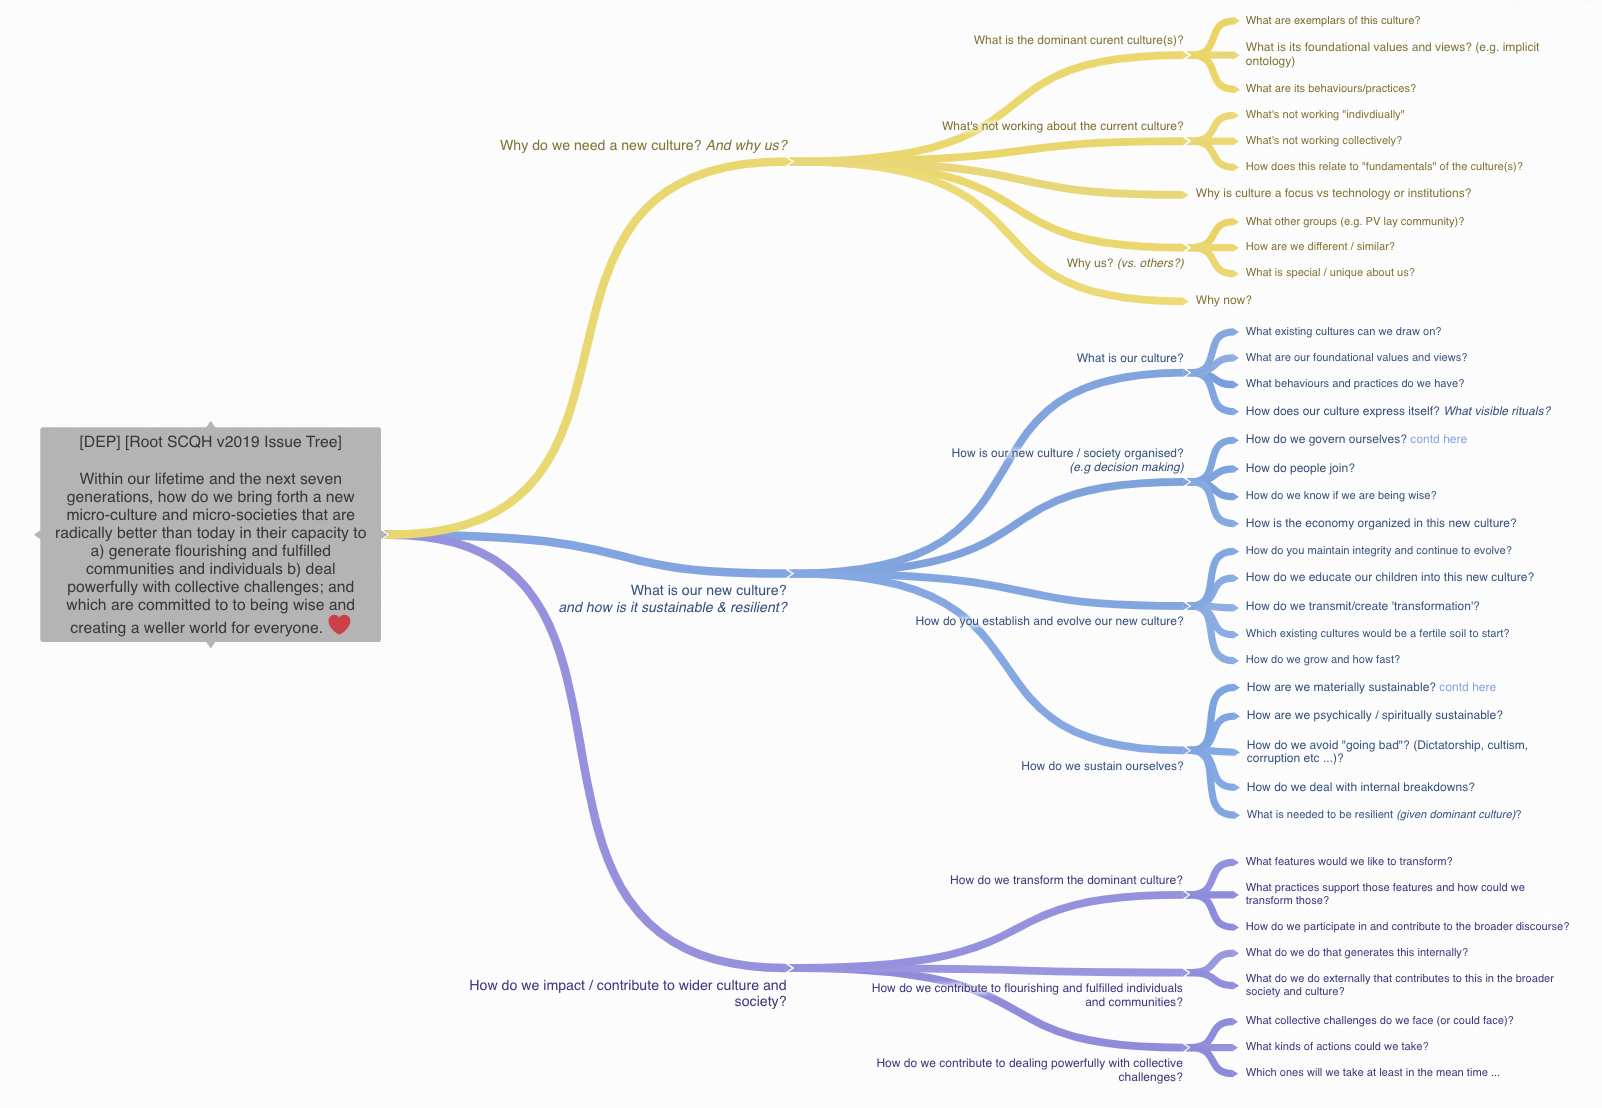 [DEP] [Root SCQH v2019 Issue Tree]
Within our lifetime and the next seven
generations, how do we bring forth a new
micro-culture and micro-societies that are
radically better than today in their capacity to
a) generate flourishing and fulfilled
communities and individuals b) deal
powerfully with collective challenges; and
which are committed to to being wise and
creating a weller world for everyone. ❤️
Why do we need a new culture? And why us?
What is the dominant curent culture(s)?
What are exemplars of this culture?
What is its foundational values and views? (e.g. implicit
ontology)
What are its behaviours/practices?
What's not working about the current culture?
What's not working "indivdiually"
What's not working collectively?
How does this relate to "fundamentals" of the culture(s)?
Why is culture a focus vs technology or institutions?
Why us? (vs. others?)
What other groups (e.g. PV lay community)?
How are we different / similar?
What is special / unique about us?
Why now?
What is our new culture?
and how is it sustainable & resilient?
What is our culture?
What existing cultures can we draw on?
What are our foundational values and views?
What behaviours and practices do we have?
How does our culture express itself? What visible rituals?
How is our new culture / society organised?
(e.g decision making)
How do we govern ourselves? contd here
How do people join?
How do we know if we are being wise?
How is the economy organized in this new culture?
How do you establish and evolve our new culture?
How do you maintain integrity and continue to evolve?
How do we educate our children into this new culture?
How do we transmit/create 'transformation'?
Which existing cultures would be a fertile soil to start?
How do we grow and how fast?
How do we sustain ourselves?
How are we materially sustainable? contd here
How are we psychically / spiritually sustainable?
How do we avoid "going bad"? (Dictatorship, cultism,
corruption etc ...)?
How do we deal with internal breakdowns?
What is needed to be resilient (given dominant culture)?
How do we impact / contribute to wider culture and
society?
How do we transform the dominant culture?
What features would we like to transform?
What practices support those features and how could we
transform those?
How do we participate in and contribute to the broader discourse?
How do we contribute to flourishing and fulfilled individuals
and communities?
What do we do that generates this internally?
What do we do externally that contributes to this in the broader
society and culture?
How do we contribute to dealing powerfully with collective
challenges?
What collective challenges do we face (or could face)?
What kinds of actions could we take?
Which ones will we take at least in the mean time ...